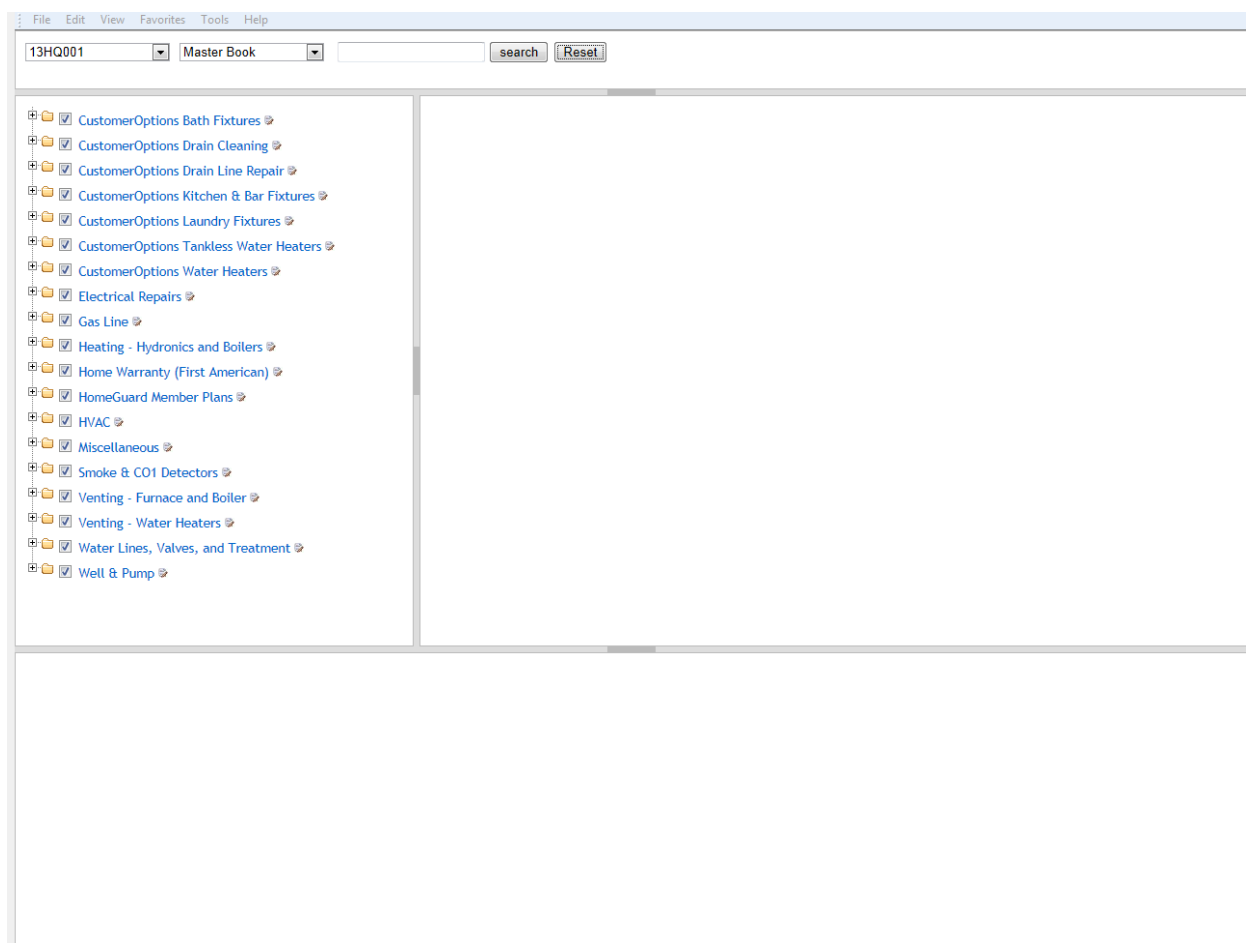 File Edit View Favorites Tools Help
13HQ001 Master Book search Reset
CustomerOptions Bath Fixtures
CustomerOptions Drain Cleaning
CustomerOptions Drain Line Repair
CustomerOptions Kitchen & Bar Fixtures
CustomerOptions Laundry Fixtures
CustomerOptions Tankless Water Heaters
CustomerOptions Water Heaters
Electrical Repairs
Gas Line
Heating - Hydronics and Boilers
Home Warranty (First American)
HomeGuard Member Plans
HVAC
Miscellaneous
Smoke & CO1 Detectors
Venting - Furnace and Boiler
Venting - Water Heaters
Water Lines, Valves, and Treatment
Well & Pump